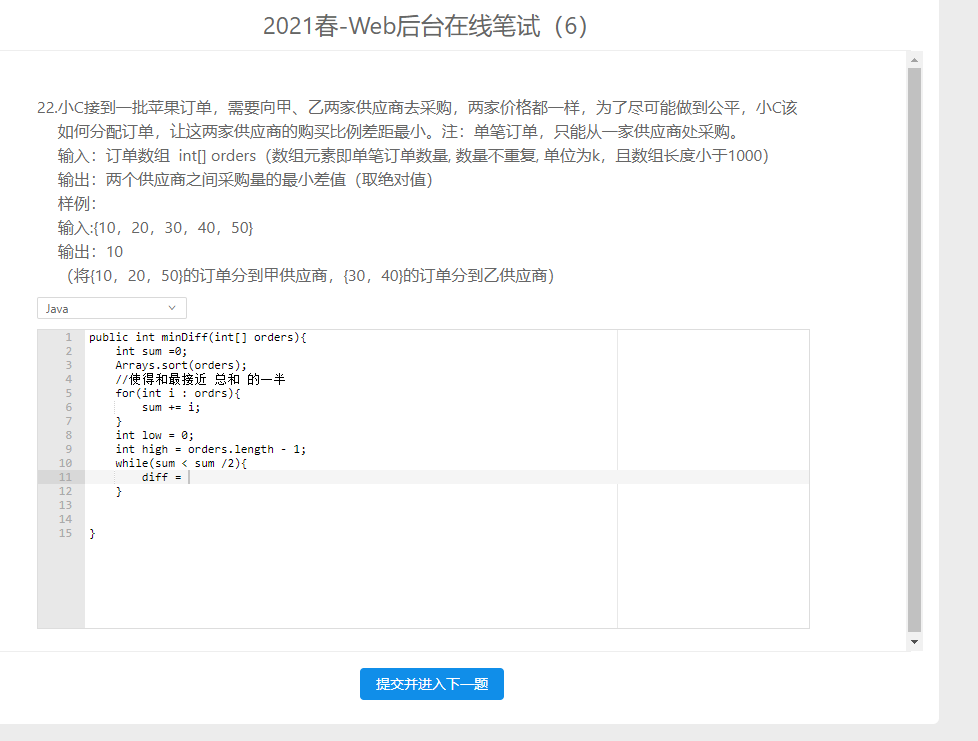 2021春-Web后台在线笔试（6）
22.小C接到一批苹果订单，需要向甲、乙两家供应商去采购，两家价格都一样，为了尽可能做到公平，小C该
如何分配订单，让这两家供应商的购买比例差距最小。注：单笔订单，只能从一家供应商处采购。
输入：订单数组 int[] orders（数组元素即单笔订单数量, 数量不重复, 单位为k，且数组长度小于1000）
输出：两个供应商之间采购量的最小差值（取绝对值）
样例：
输入:{10，20，30，40，50}
输出：10
（将{10，20，50}的订单分到甲供应商，{30，40}的订单分到乙供应商）
Java
1 public int minDiff(int[] orders){
2 int sum =0;
3 Arrays.sort(orders);
4 //使得和最接近 总和 的一半
5 for(int i : ordrs){
6 sum += i;
7 }
8 int low = 0;
9 int high = orders.length - 1;
10 while(sum < sum /2){
11 diff =
12 }
13
14
15 }
提交并进入下一题